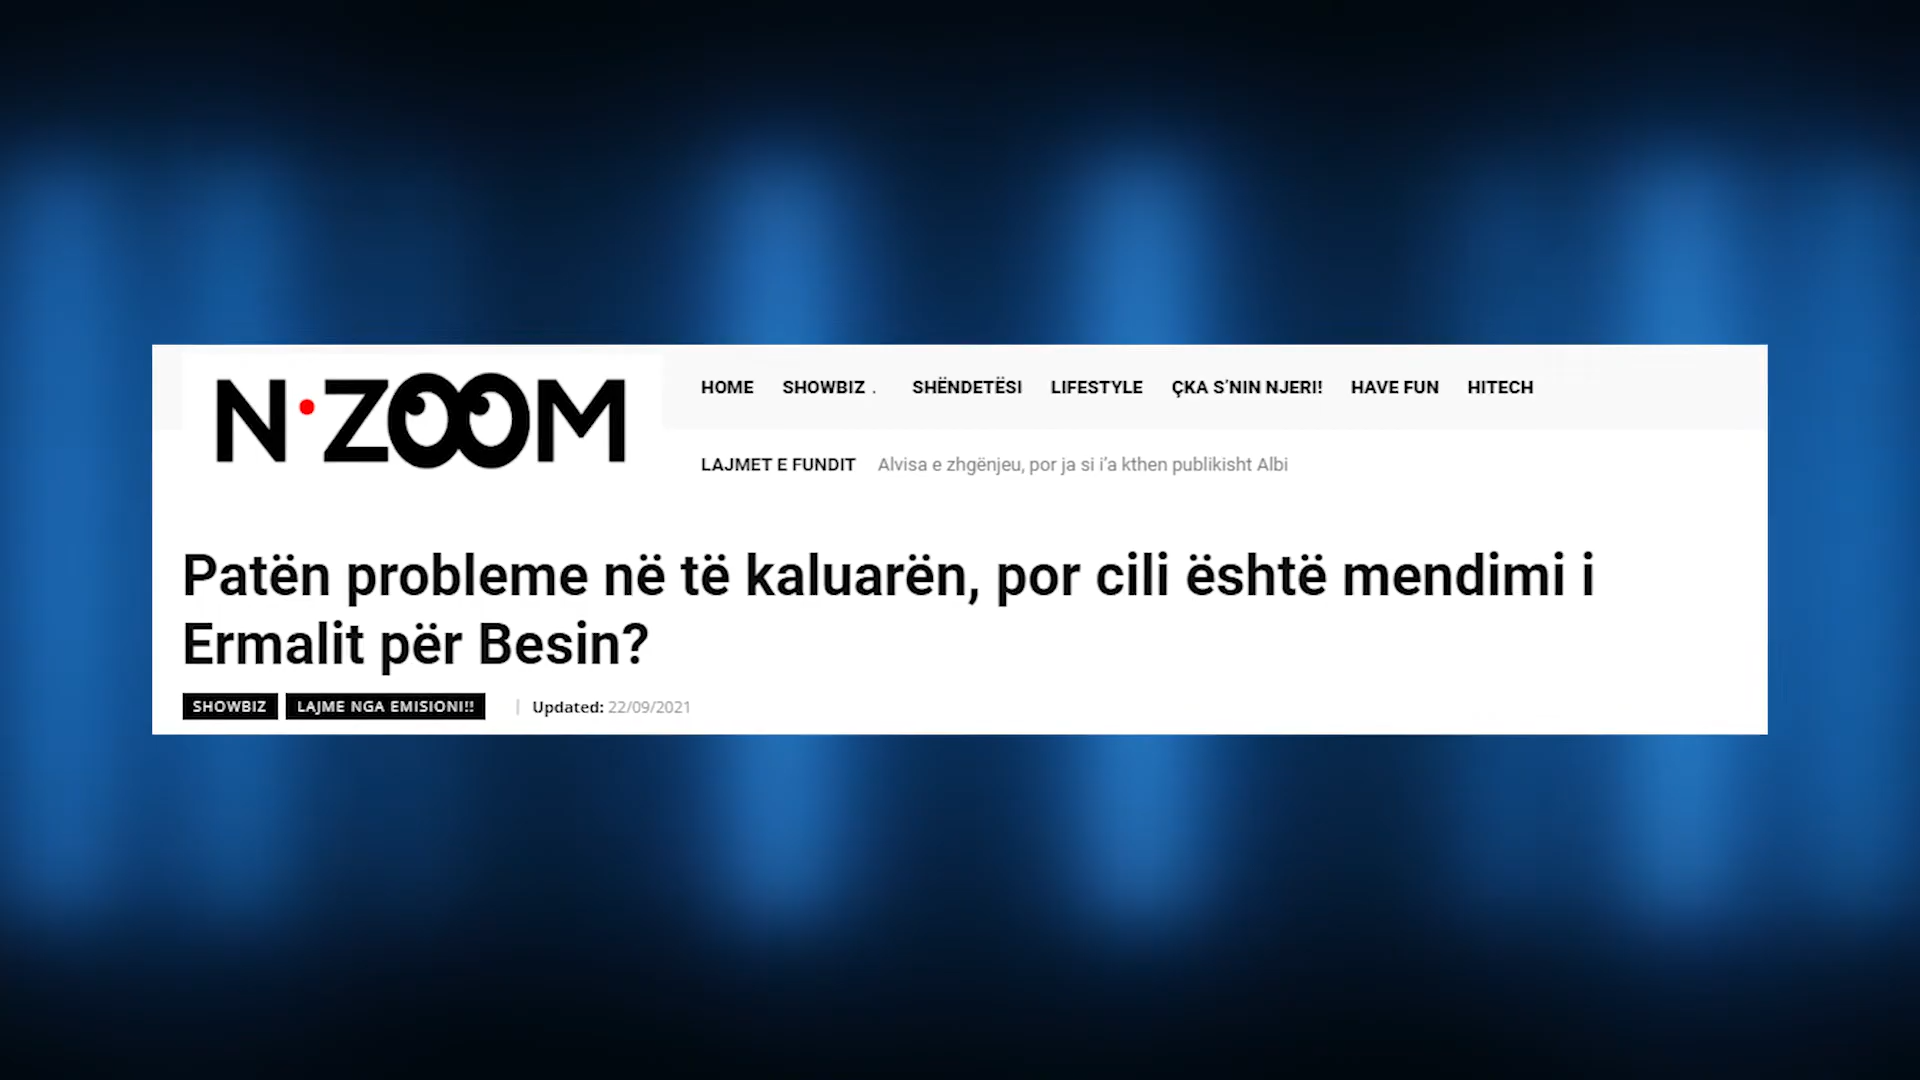 N·ZOOM
HOME SHOWBIZ . SHËNDETËSI LIFESTYLE ÇKA S’NIN NJERI! HAVE FUN HITECH
LAJMET E FUNDIT Alvisa e zhgënjeu, por ja si i’a kthen publikisht Albi
Patën probleme në të kaluarën, por cili është mendimi i
Ermalit për Besin?
SHOWBIZ LAJME NGA EMISIONI!! | Updated: 22/09/2021